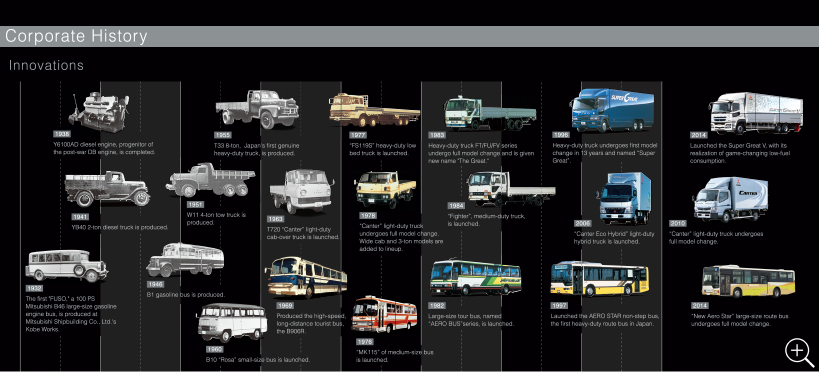 Corporate History
Innovations
1938
Y6100AD diesel engine, progenitor of
the post-war DB engine, is completed.
1955
T33 8-ton, Japan's first genuine
heavy-duty truck, is produced.
1977
"FS119S" heavy-duty low
bed truck is launched.
1983
Heavy-duty truck FT/FU/FV series
undergo full model change and is given
new name "The Great."
SUPER GREAT
1996
Heavy-duty truck undergoes first model
change in 13 years and named "Super
Great".
2014
Launched the Super Great V, with its
realization of game-changing low-fuel
consumption.
1941
YB40 2-ton diesel truck is produced.
1951
W11 4-ton tow truck is
produced.
1963
T720 "Canter" light-duty
cab-over truck is launched.
1978
"Canter" light-duty truck
undergoes full model change.
Wide cab and 3-ton models are
added to lineup.
1984
"Fighter", medium-duty truck,
is launched.
2006
"Canter Eco Hybrid" light-duty
hybrid truck is launched.
CANTER
2010
"Canter" light-duty truck undergoes
full model change.
1932
The first "FUSO," a 100 PS
Mitsubishi B46 large-size gasoline
engine bus, is produced at
Mitsubishi Shipbuilding Co., Ltd.'s
Kobe Works.
1946
B1 gasoline bus is produced.
1960
B10 "Rosa" small-size bus is launched.
1969
Produced the high-speed,
long-distance tourist bus,
the B906R.
1976
"MK115" of medium-size bus
is launched.
1982
Large-size tour bus, named
"AERO BUS"series, is launched.
1997
Launched the AERO STAR non-step bus,
the first heavy-duty route bus in Japan.
2014
"New Aero Star" large-size route bus
undergoes full model change.